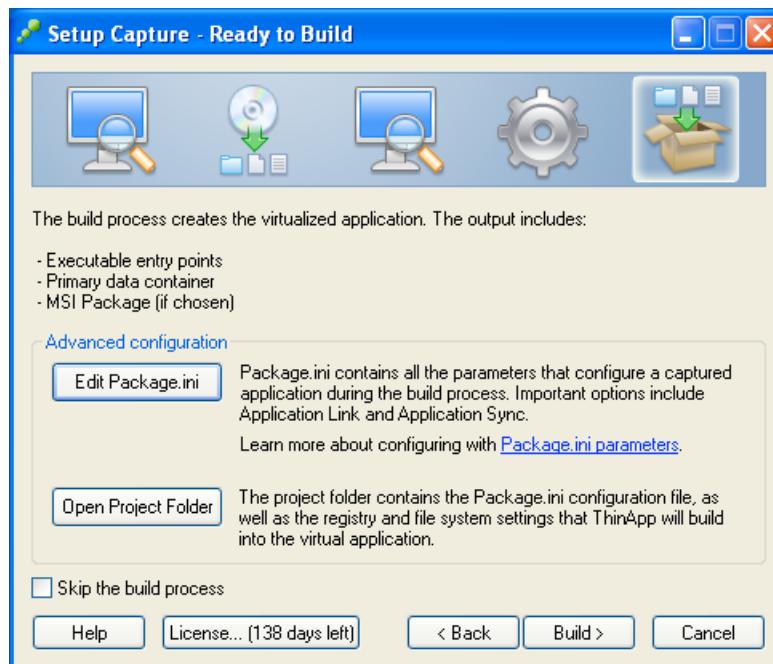 Setup Capture - Ready to Build
The build process creates the virtualized application. The output includes:
- Executable entry points
- Primary data container
- MSI Package (if chosen)
Advanced configuration
Edit Package.ini
Package.ini contains all the parameters that configure a captured
application during the build process. Important options include
Application Link and Application Sync.
Learn more about configuring with Package.ini parameters.
Open Project Folder
The project folder contains the Package.ini configuration file, as
well as the registry and file system settings that ThinApp will build
into the virtual application.
Skip the build process
Help
License... (138 days left)
< Back
Build >
Cancel